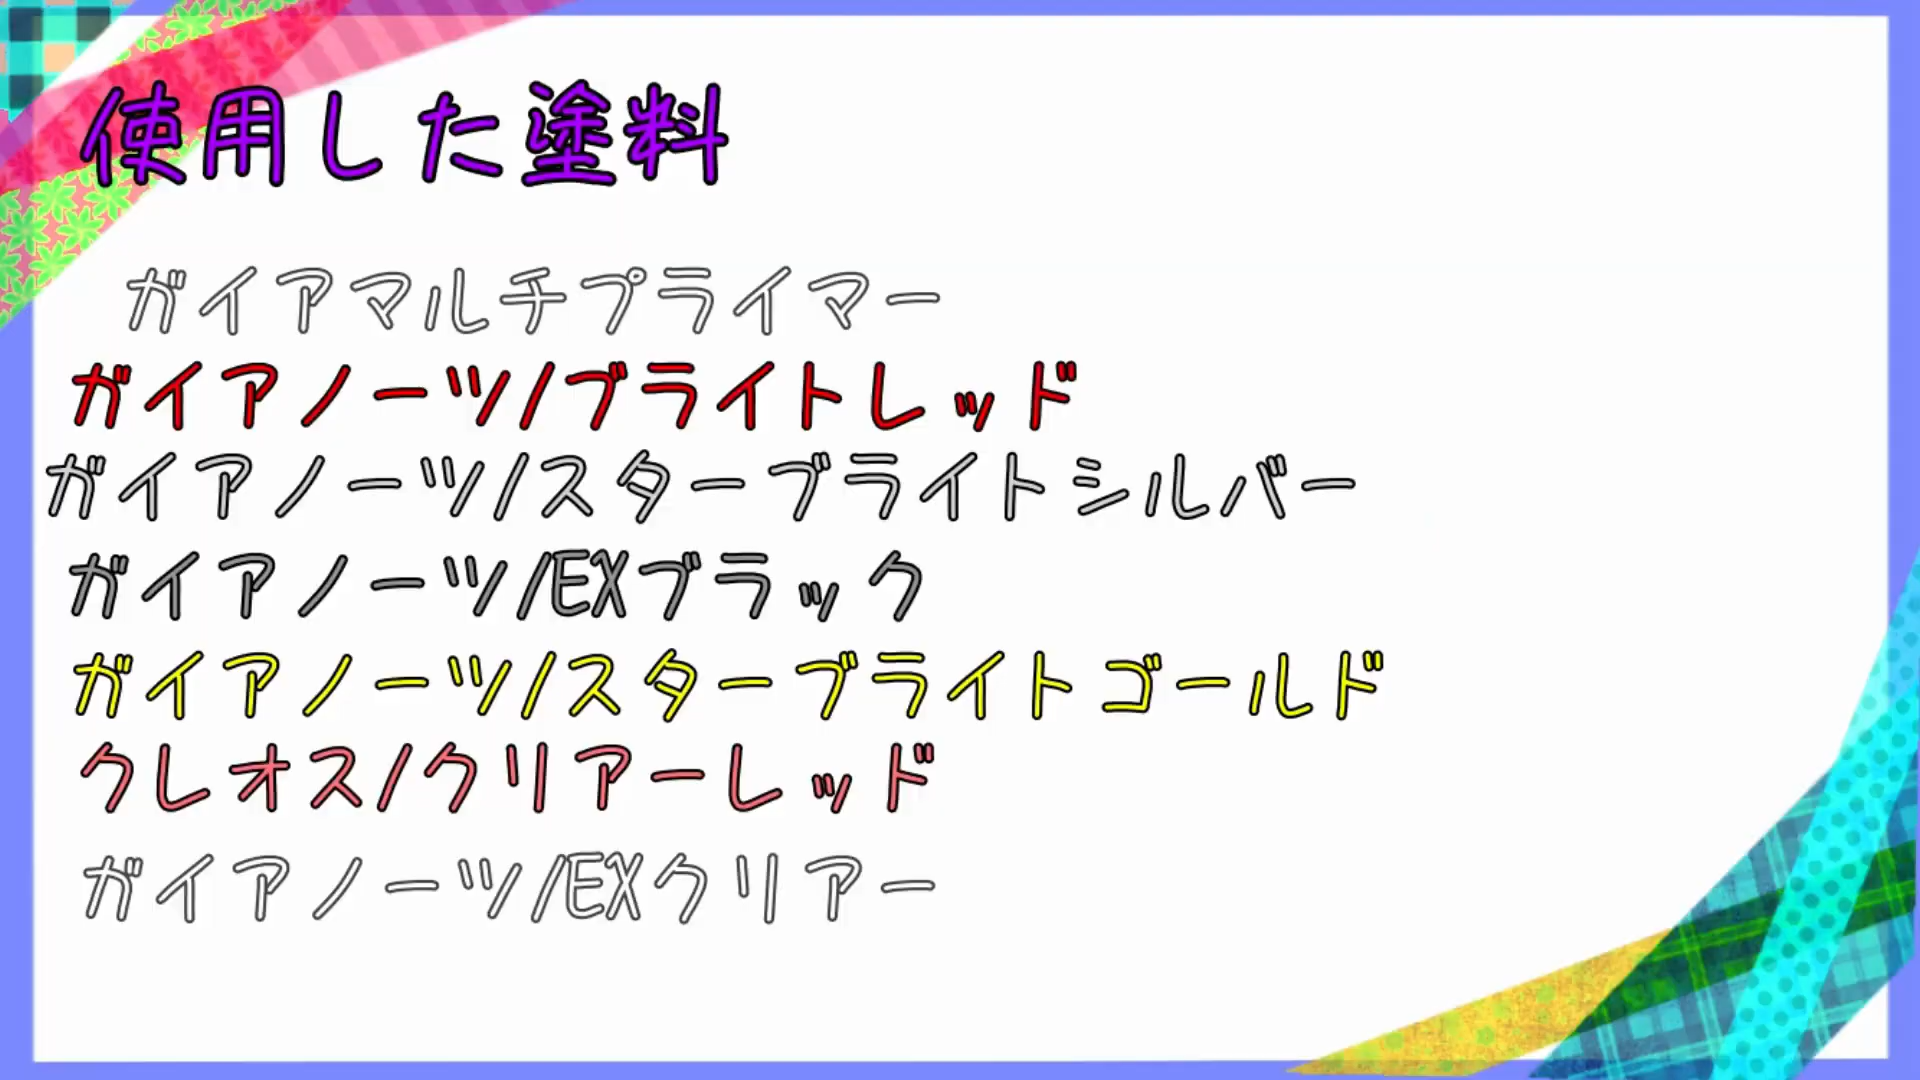 使用した塗料
ガイアマルチプライマー
ガイアノーツ/ブライトレッド
ガイアノーツ/スターブライトシルバー
ガイアノーツ/EXブラック
ガイアノーツ/スターブライトゴールド
クレオス/クリアーレッド
ガイアノーツ/EXクリアー